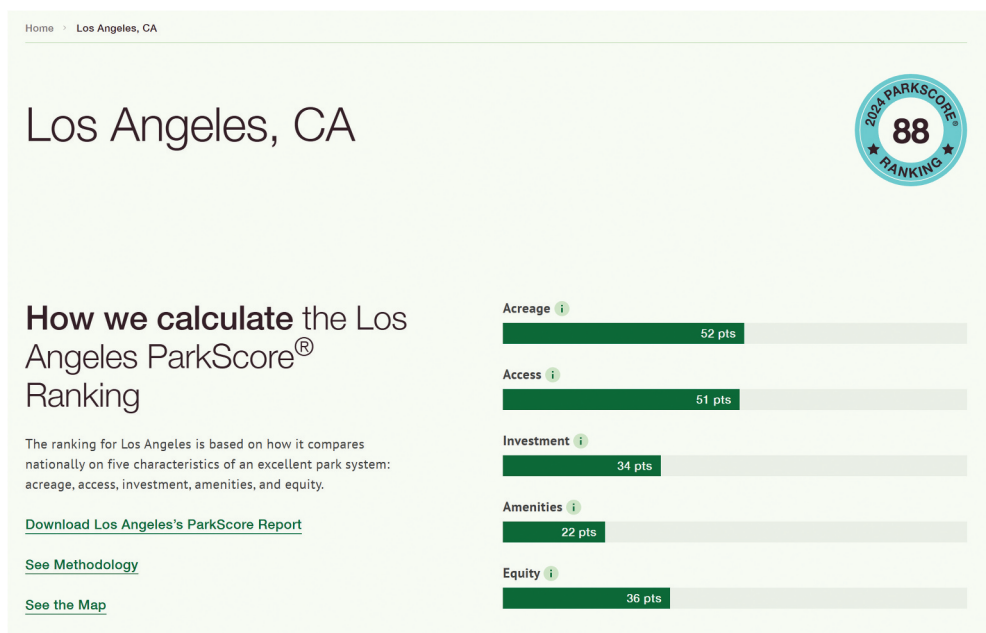 Home > Los Angeles, CA
Los Angeles, CA
2024 PARKSCORE®
88
★ RANKING ★
How we calculate the Los
Angeles ParkScore®
Ranking
The ranking for Los Angeles is based on how it compares
nationally on five characteristics of an excellent park system:
acreage, access, investment, amenities, and equity.
Download Los Angeles's ParkScore Report
See Methodology
See the Map
Acreage i
52 pts
Access i
51 pts
Investment i
34 pts
Amenities i
22 pts
Equity i
36 pts